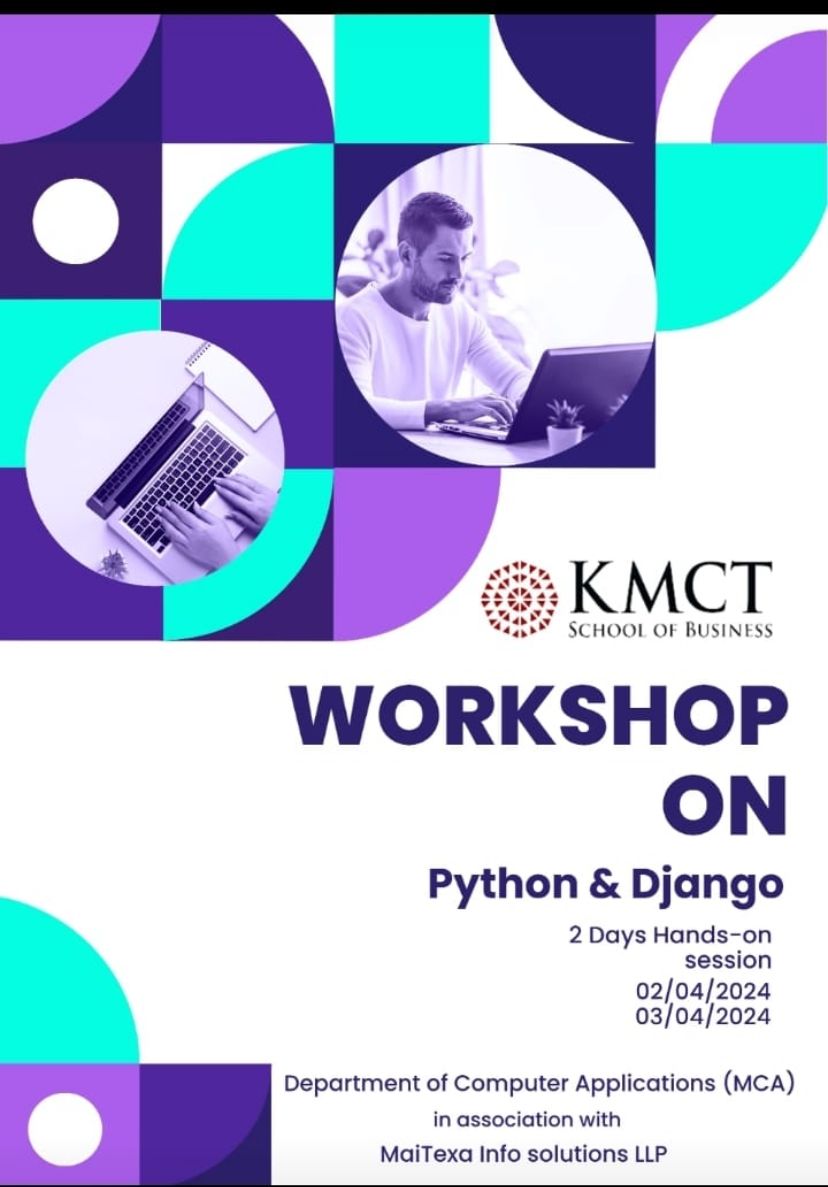 KMCT
SCHOOL OF BUSINESS
WORKSHOP
ON
Python & Django
2 Days Hands-on
session
02/04/2024
03/04/2024
Department of Computer Applications (MCA)
in association with
MaiTexa Info solutions LLP